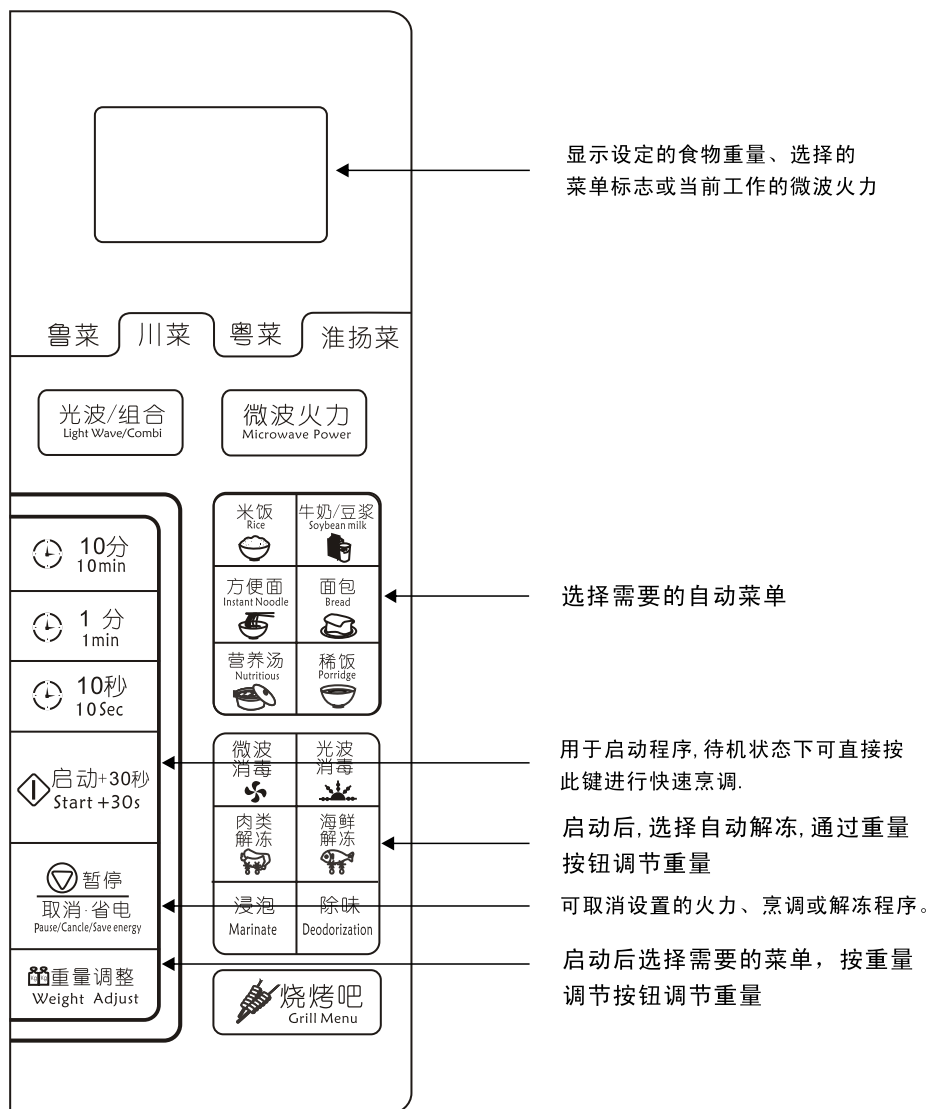 显示设定的食物重量、选择的
菜单标志或当前工作的微波火力
鲁菜 川菜 粤菜 淮扬菜
光波/组合
Light Wave/Combi
微波火力
Microwave Power
10分
10min
1 分
1min
10秒
10Sec
启动+30秒
Start +30s
暂停
取消·省电
Pause/Cancle/Save energy
重量调整
Weight Adjust
米饭
Rice
牛奶/豆浆
Soybean milk
方便面
Instant Noodle
面包
Bread
营养汤
Nutritious
稀饭
Porridge
选择需要的自动菜单
微波
消毒
光波
消毒
肉类
解冻
海鲜
解冻
浸泡
Marinate
除味
Deodorization
烧烤吧
Grill Menu
用于启动程序,待机状态下可直接按
此键进行快速烹调.
启动后,选择自动解冻,通过重量
按钮调节重量
可取消设置的火力、烹调或解冻程序。
启动后选择需要的菜单，按重量
调节按钮调节重量